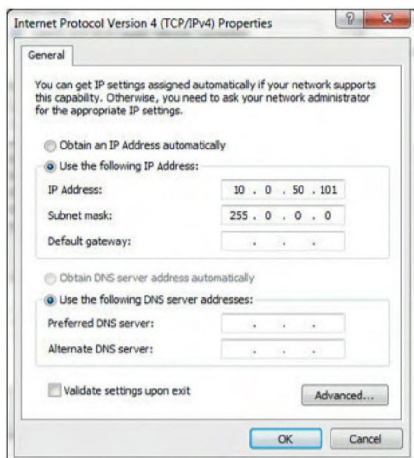 Internet Protocol Version 4 (TCP/IPv4) Properties
General
You can get IP settings assigned automatically if your network supports
this capability. Otherwise, you need to ask your network administrator
for the appropriate IP settings.
Obtain an IP Address automatically
Use the following IP Address:
IP Address: 10 . 0 . 50 . 101
Subnet mask: 255 . 0 . 0 . 0
Default gateway: . . .
Obtain DNS server address automatically
Use the following DNS server addresses:
Preferred DNS server: . . .
Alternate DNS server: . . .
Validate settings upon exit
Advanced...
OK Cancel